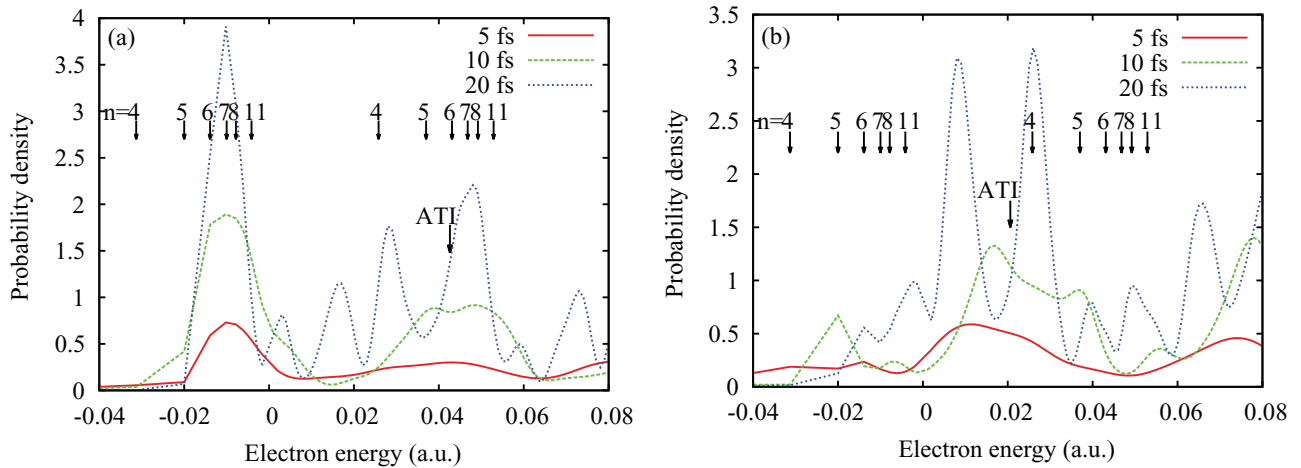 (a)
5 fs
10 fs
20 fs
n=4 5 6 7 8 11 4 5 6 7 8 11
ATI
Probability density
4
3.5
3
2.5
2
1.5
1
0.5
0
-0.04 -0.02 0 0.02 0.04 0.06 0.08
Electron energy (a.u.)
(b)
5 fs
10 fs
20 fs
n=4 5 6 7 8 11 4 5 6 7 8 11
ATI
Probability density
3.5
3
2.5
2
1.5
1
0.5
0
-0.04 -0.02 0 0.02 0.04 0.06 0.08
Electron energy (a.u.)